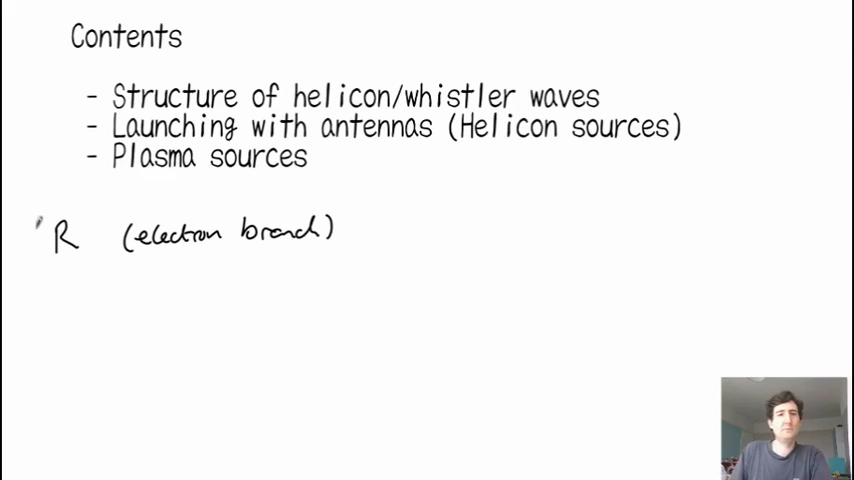 Contents
- Structure of helicon/whistler waves
- Launching with antennas (Helicon sources)
- Plasma sources
R (electron branch)